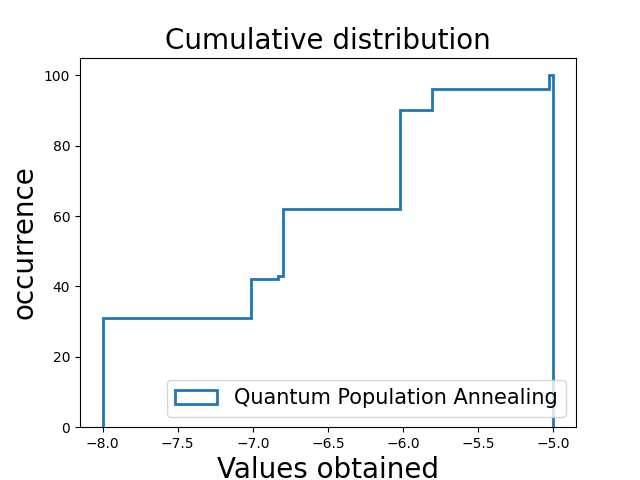 Cumulative distribution
occurrence
100
80
60
40
20
0
Quantum Population Annealing
−8.0 −7.5 −7.0 −6.5 −6.0 −5.5 −5.0
Values obtained